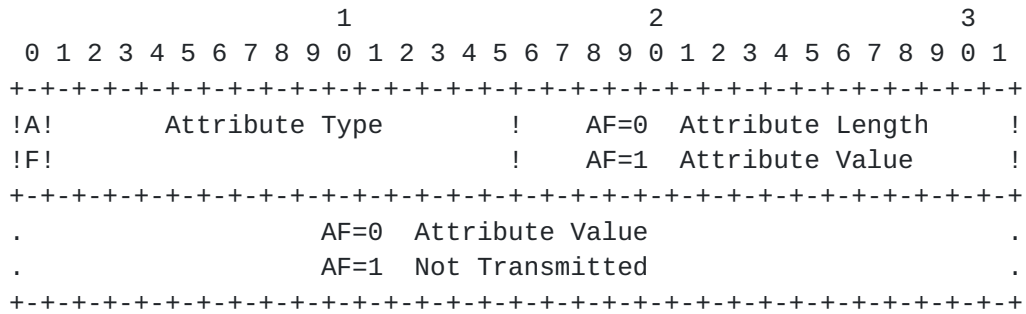 1                   2                   3
 0 1 2 3 4 5 6 7 8 9 0 1 2 3 4 5 6 7 8 9 0 1 2 3 4 5 6 7 8 9 0 1
+-+-+-+-+-+-+-+-+-+-+-+-+-+-+-+-+-+-+-+-+-+-+-+-+-+-+-+-+-+-+-+-+
!A!       Attribute Type        !    AF=0  Attribute Length     !
!F!                             !    AF=1  Attribute Value      !
+-+-+-+-+-+-+-+-+-+-+-+-+-+-+-+-+-+-+-+-+-+-+-+-+-+-+-+-+-+-+-+-+
.                   AF=0  Attribute Value                       .
.                   AF=1  Not Transmitted                       .
+-+-+-+-+-+-+-+-+-+-+-+-+-+-+-+-+-+-+-+-+-+-+-+-+-+-+-+-+-+-+-+-+